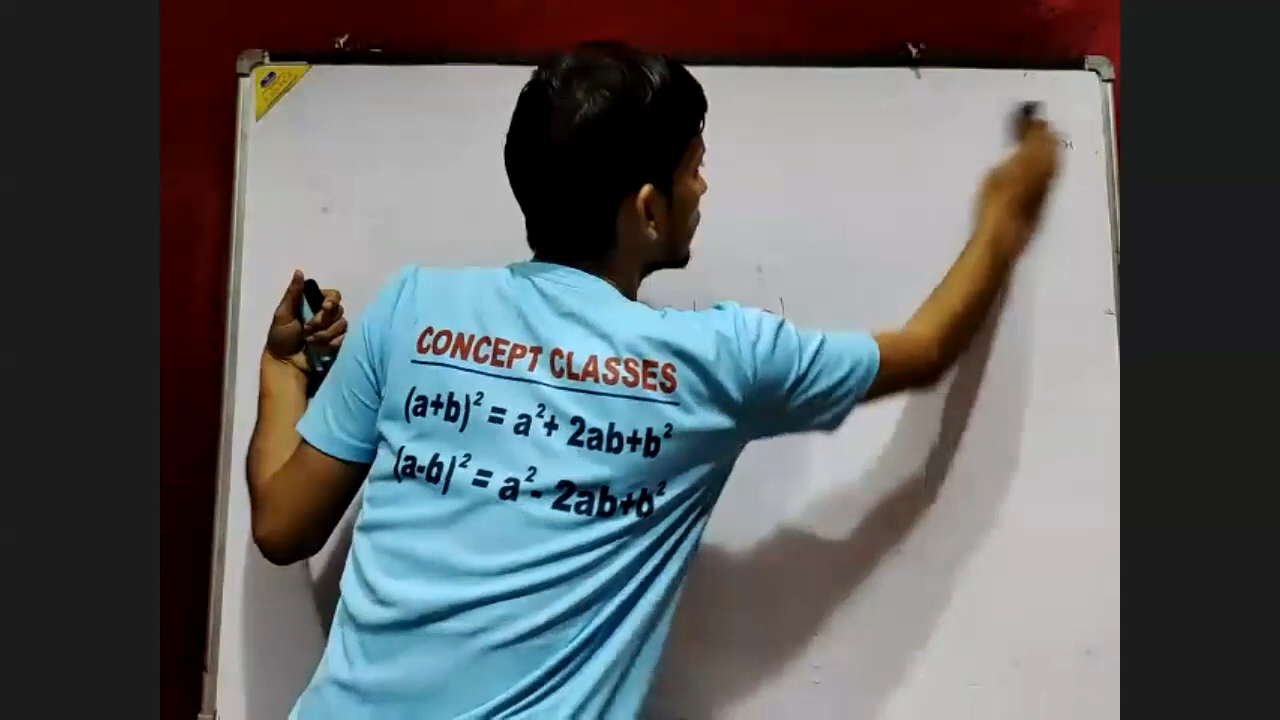 CONCEPT CLASSES
(a+b)² = a²+ 2ab+b²
(a-b)² = a²- 2ab+b²